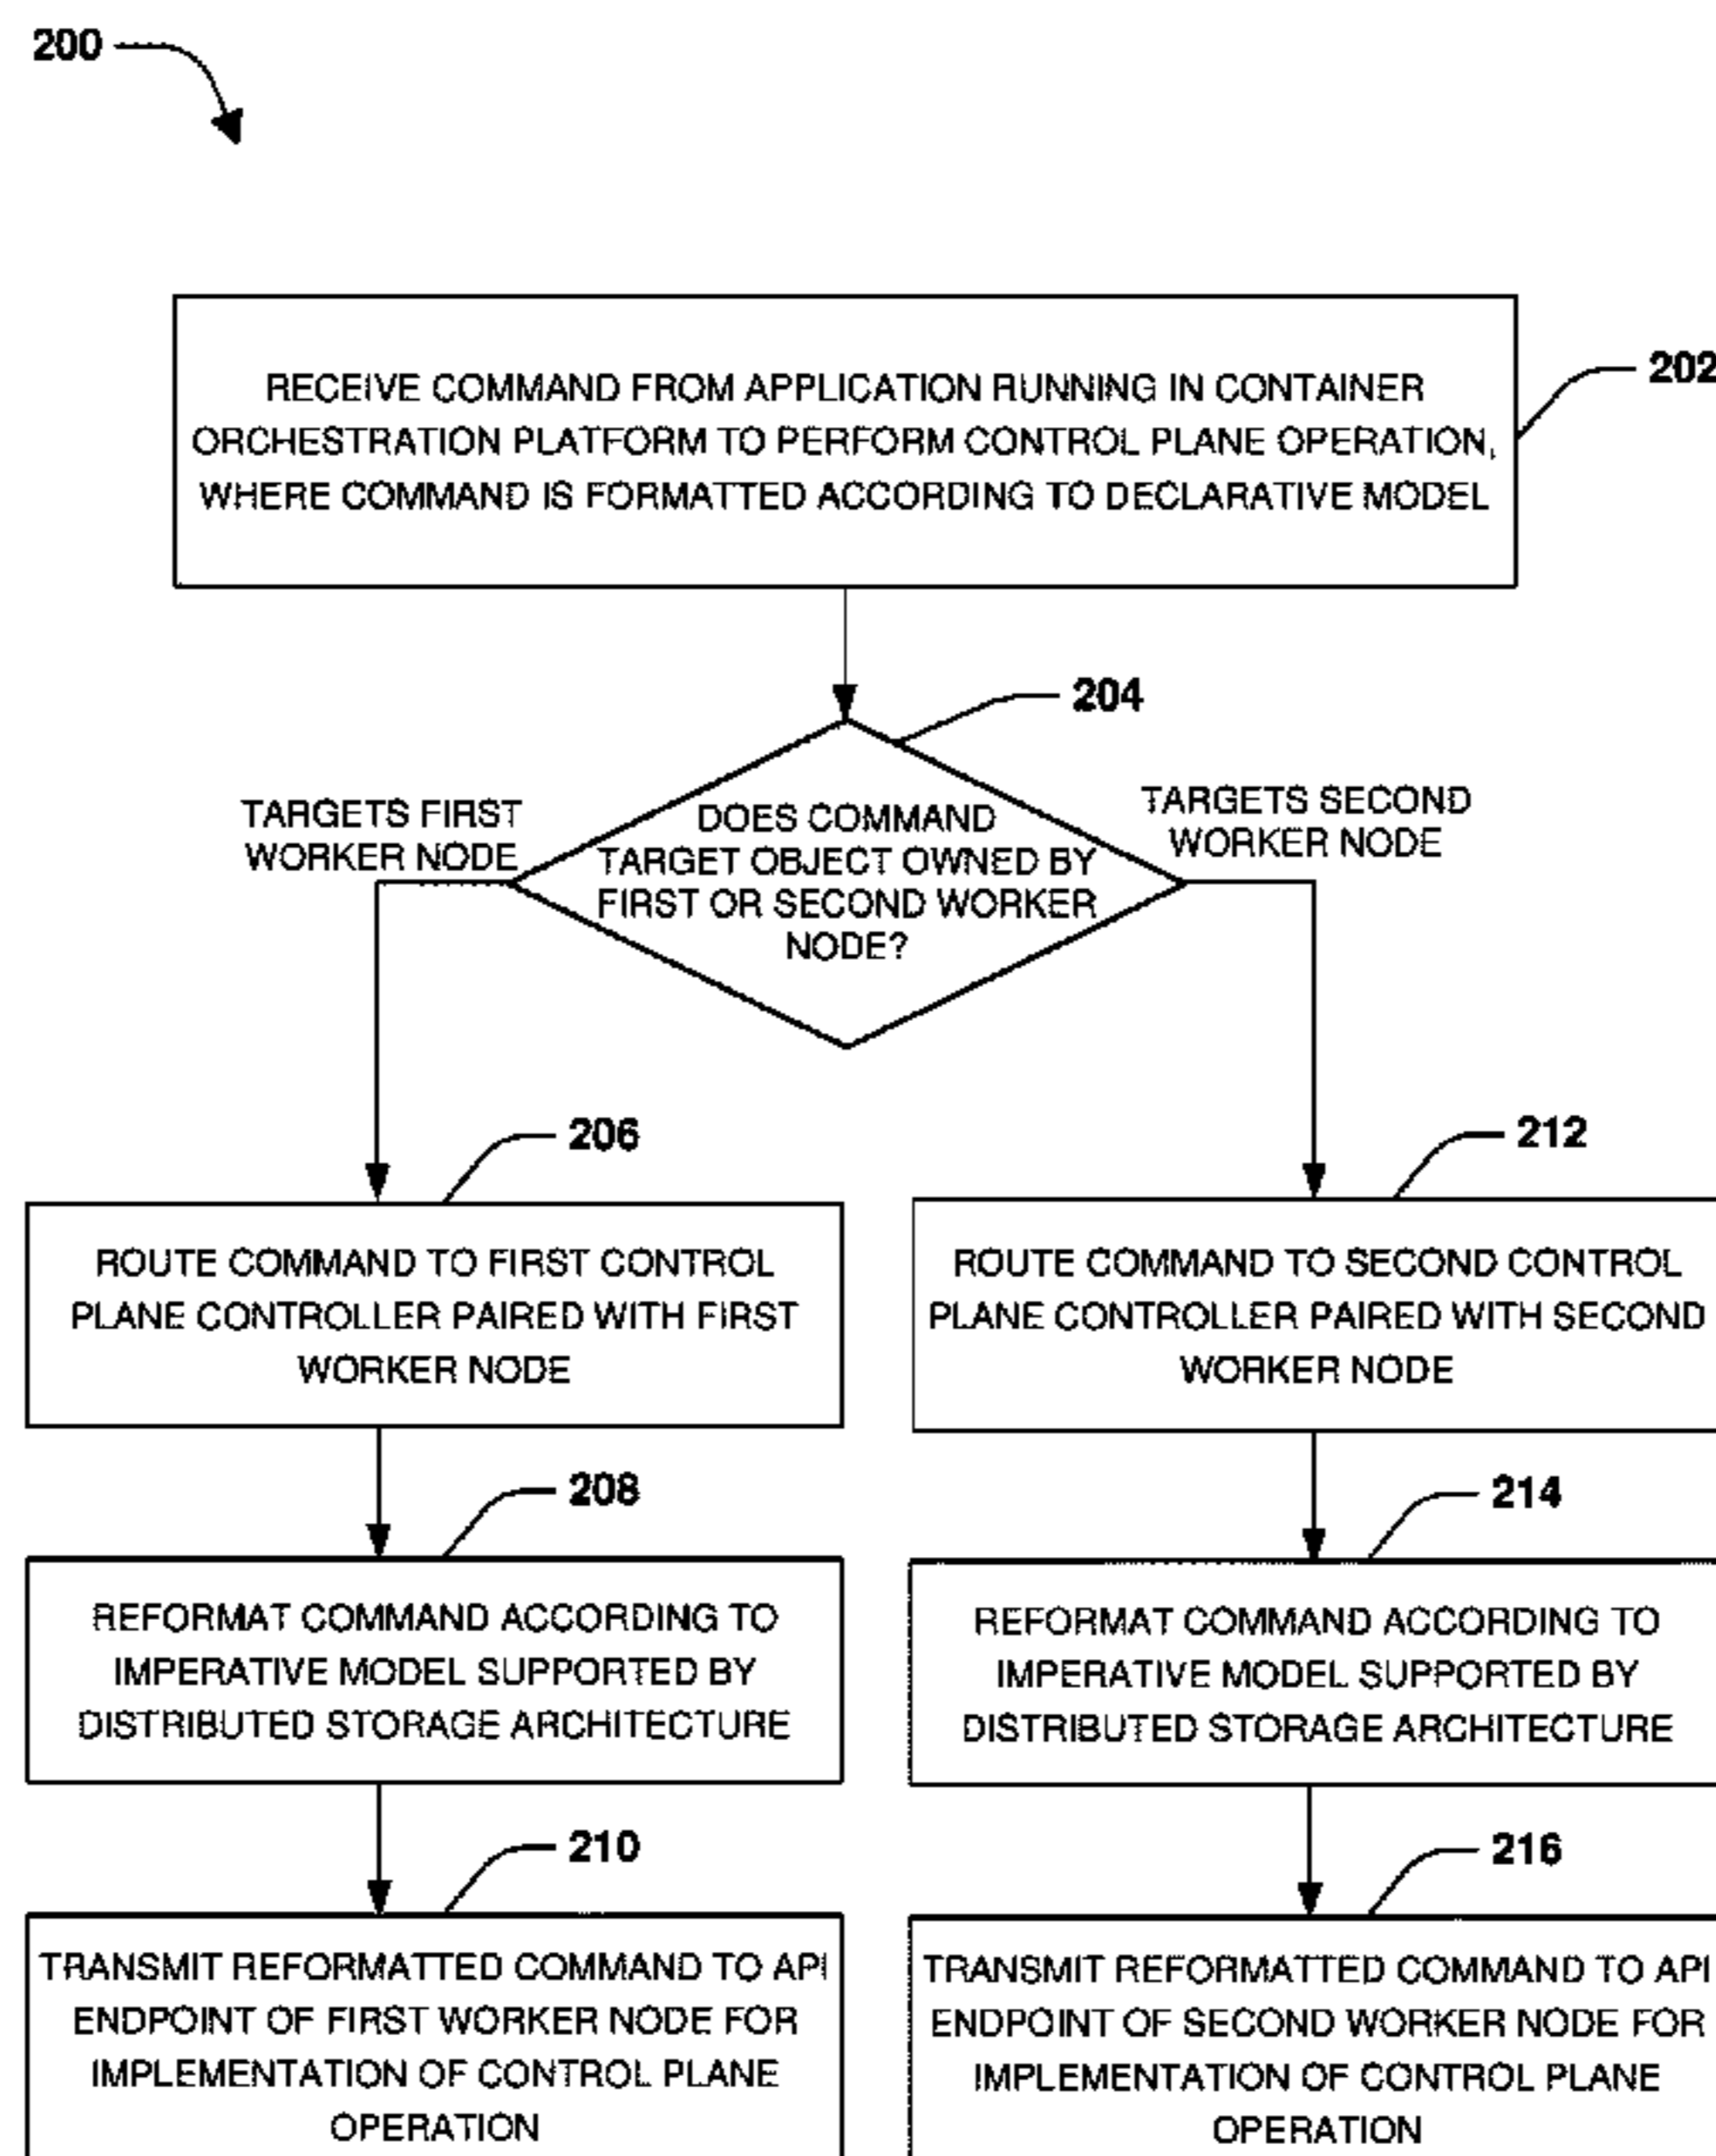 200
RECEIVE COMMAND FROM APPLICATION RUNNING IN CONTAINER
ORCHESTRATION PLATFORM TO PERFORM CONTROL PLANE OPERATION,
WHERE COMMAND IS FORMATTED ACCORDING TO DECLARATIVE MODEL
202
204
DOES COMMAND
TARGET OBJECT OWNED BY
FIRST OR SECOND WORKER
NODE?
TARGETS FIRST
WORKER NODE
TARGETS SECOND
WORKER NODE
206
ROUTE COMMAND TO FIRST CONTROL
PLANE CONTROLLER PAIRED WITH FIRST
WORKER NODE
208
REFORMAT COMMAND ACCORDING TO
IMPERATIVE MODEL SUPPORTED BY
DISTRIBUTED STORAGE ARCHITECTURE
210
TRANSMIT REFORMATTED COMMAND TO API
ENDPOINT OF FIRST WORKER NODE FOR
IMPLEMENTATION OF CONTROL PLANE
OPERATION
212
ROUTE COMMAND TO SECOND CONTROL
PLANE CONTROLLER PAIRED WITH SECOND
WORKER NODE
214
REFORMAT COMMAND ACCORDING TO
IMPERATIVE MODEL SUPPORTED BY
DISTRIBUTED STORAGE ARCHITECTURE
216
TRANSMIT REFORMATTED COMMAND TO API
ENDPOINT OF SECOND WORKER NODE FOR
IMPLEMENTATION OF CONTROL PLANE
OPERATION